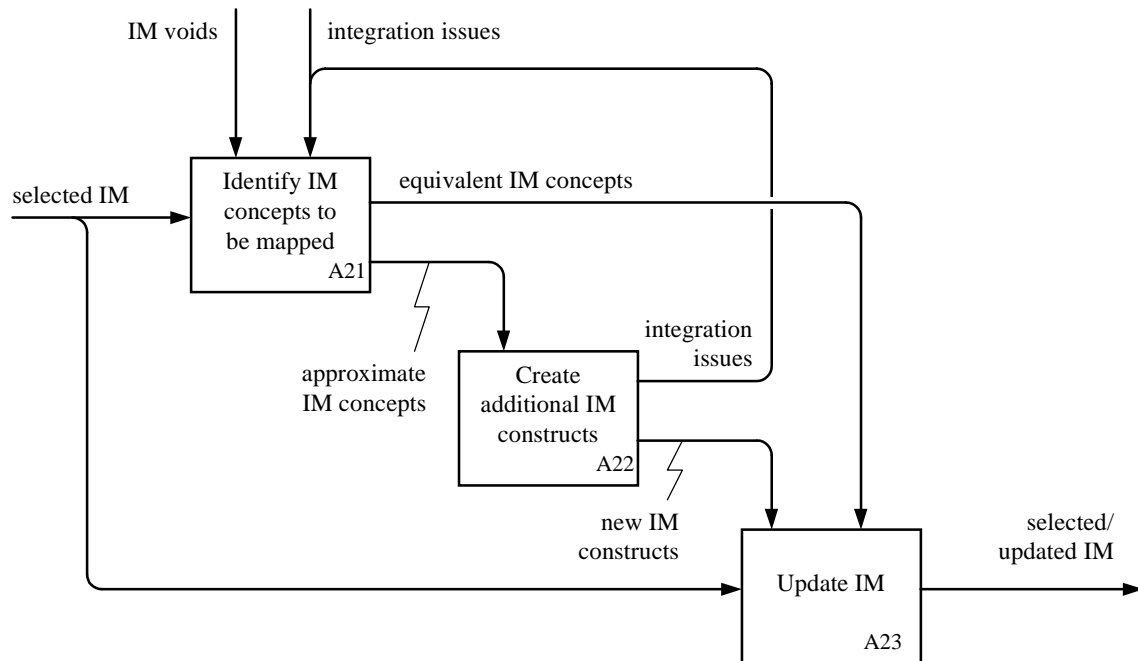 IM voids
integration issues
selected IM
Identify IM
concepts to
be mapped
A21
equivalent IM concepts
approximate
IM concepts
integration
issues
Create
additional IM
constructs
A22
new IM
constructs
selected/
updated IM
Update IM
A23